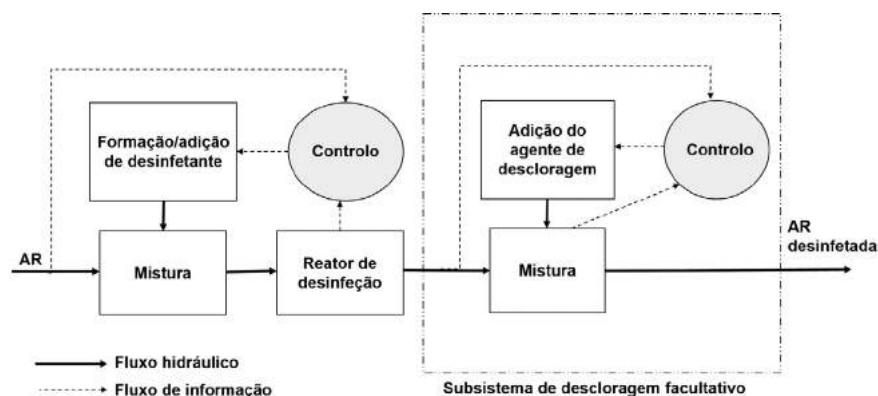 Formação/adição
de desinfetante
Controlo
Adição do
agente de
descloragem
Controlo
AR
Mistura
Reator de
desinfeção
Mistura
AR
desinfetada
Fluxo hidráulico
Fluxo de informação
Subsistema de descloragem facultativo